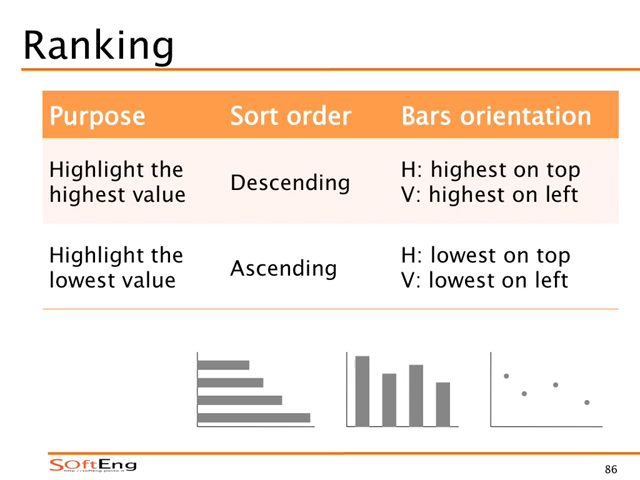 Ranking
Purpose Sort order Bars orientation
Highlight the
highest value
Descending
H: highest on top
V: highest on left
Highlight the
lowest value
Ascending
H: lowest on top
V: lowest on left
SOftEng
86